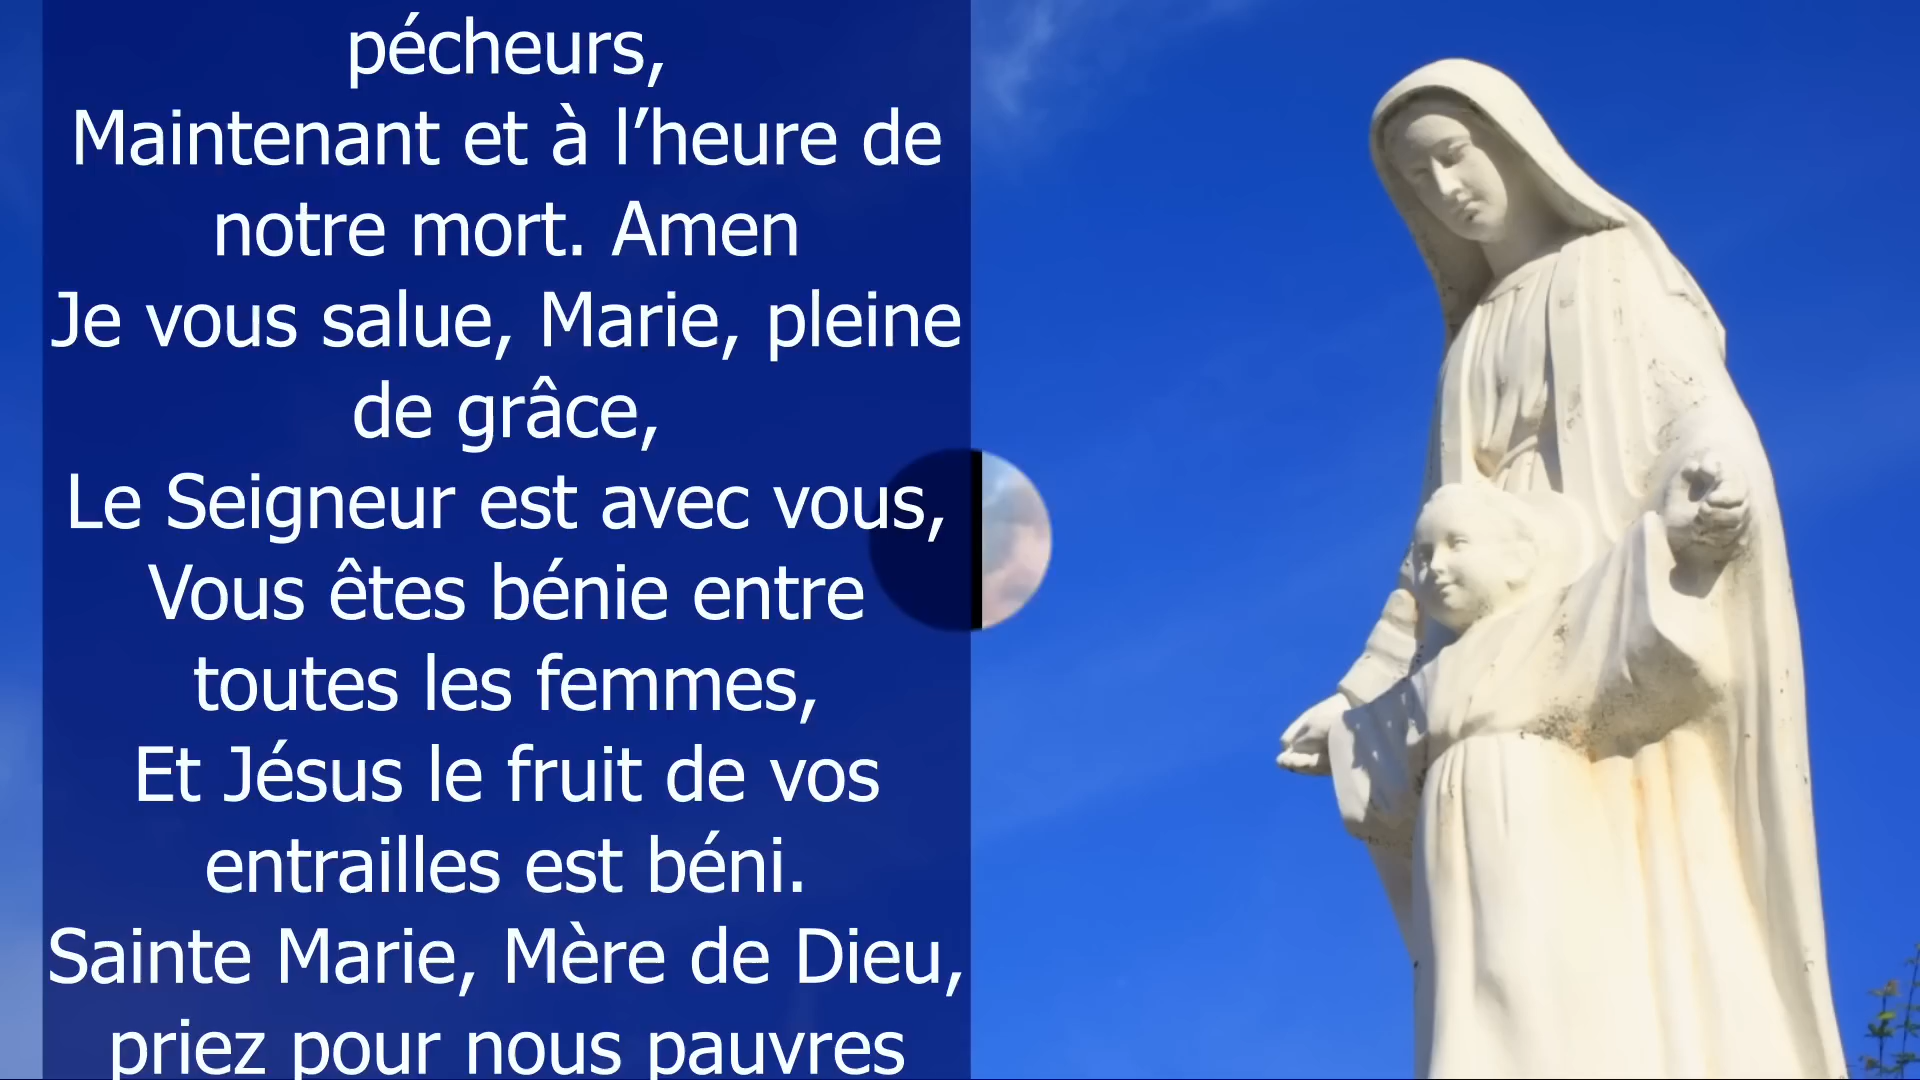 pécheurs,
Maintenant et à l’heure de
notre mort. Amen
Je vous salue, Marie, pleine
de grâce,
Le Seigneur est avec vous,
Vous êtes bénie entre
toutes les femmes,
Et Jésus le fruit de vos
entrailles est béni.
Sainte Marie, Mère de Dieu,
priez pour nous pauvres